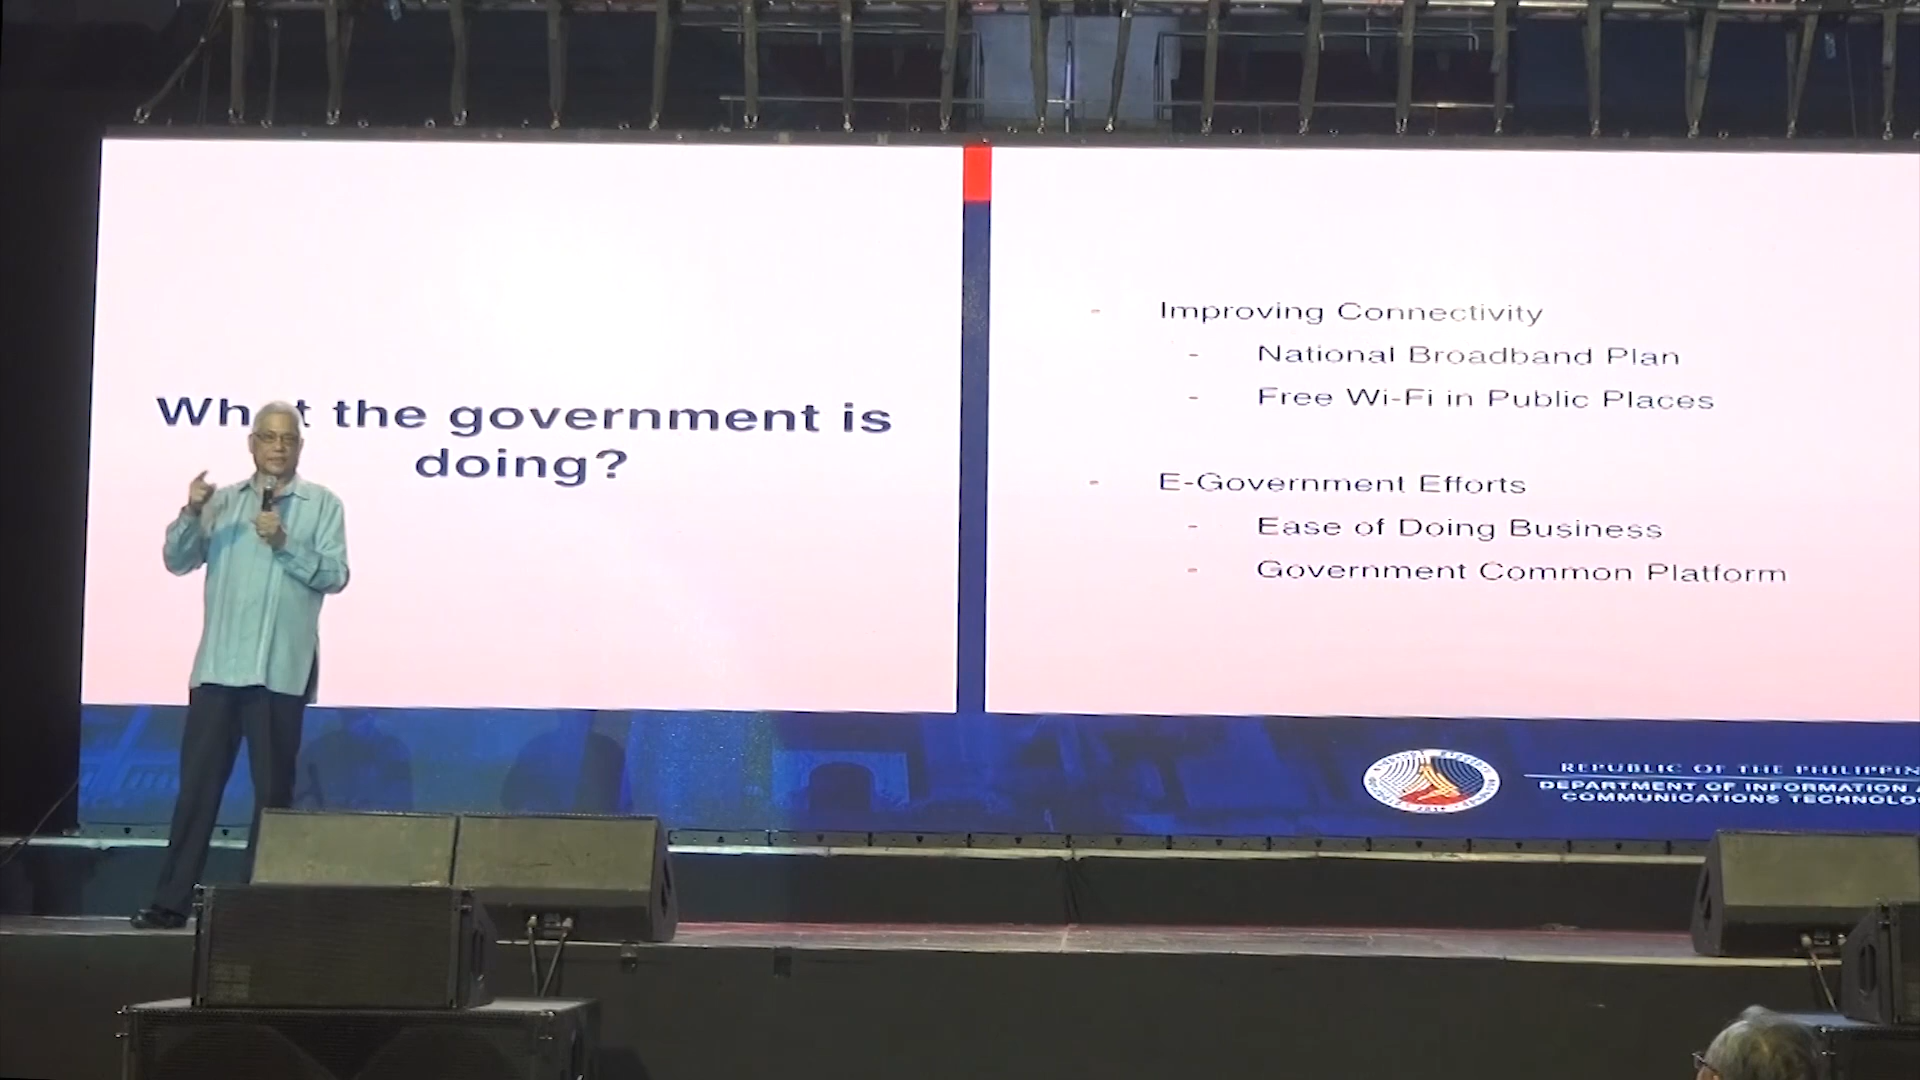 What the government is
doing?
- Improving Connectivity
- National Broadband Plan
- Free Wi-Fi in Public Places
- E-Government Efforts
- Ease of Doing Business
- Government Common Platform
REPUBLIC OF THE PHILIPPIN
DEPARTMENT OF INFORMATION A
COMMUNICATIONS TECHNOLO